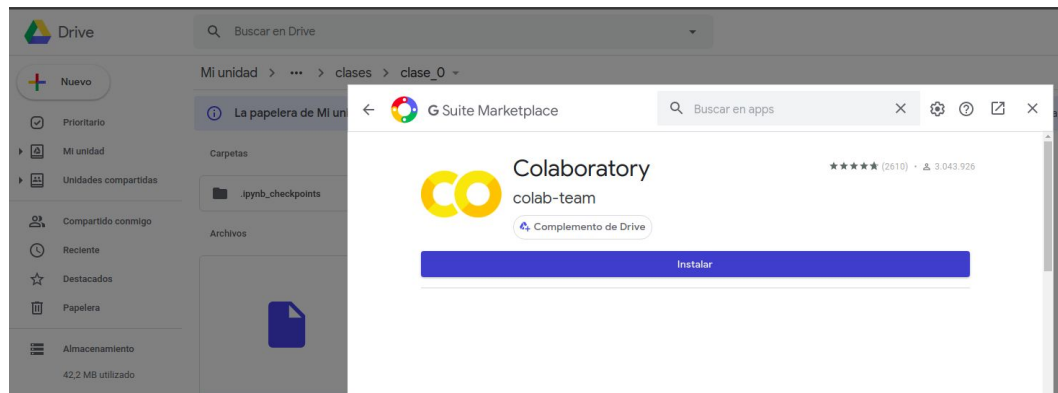 Drive
Buscar en Drive
Nuevo
Prioritario
Mi unidad
Unidades compartidas
Compartido conmigo
Reciente
Destacados
Papelera
Almacenamiento
42,2 MB utilizado
Mi unidad > ••• > clases > clase_0
La papelera de Mi uni
Carpetas
.ipynb_checkpoints
Archivos
G Suite Marketplace
Buscar en apps
Colaboratory
colab-team
Complemento de Drive
(2610) · 3.043.926
Instalar